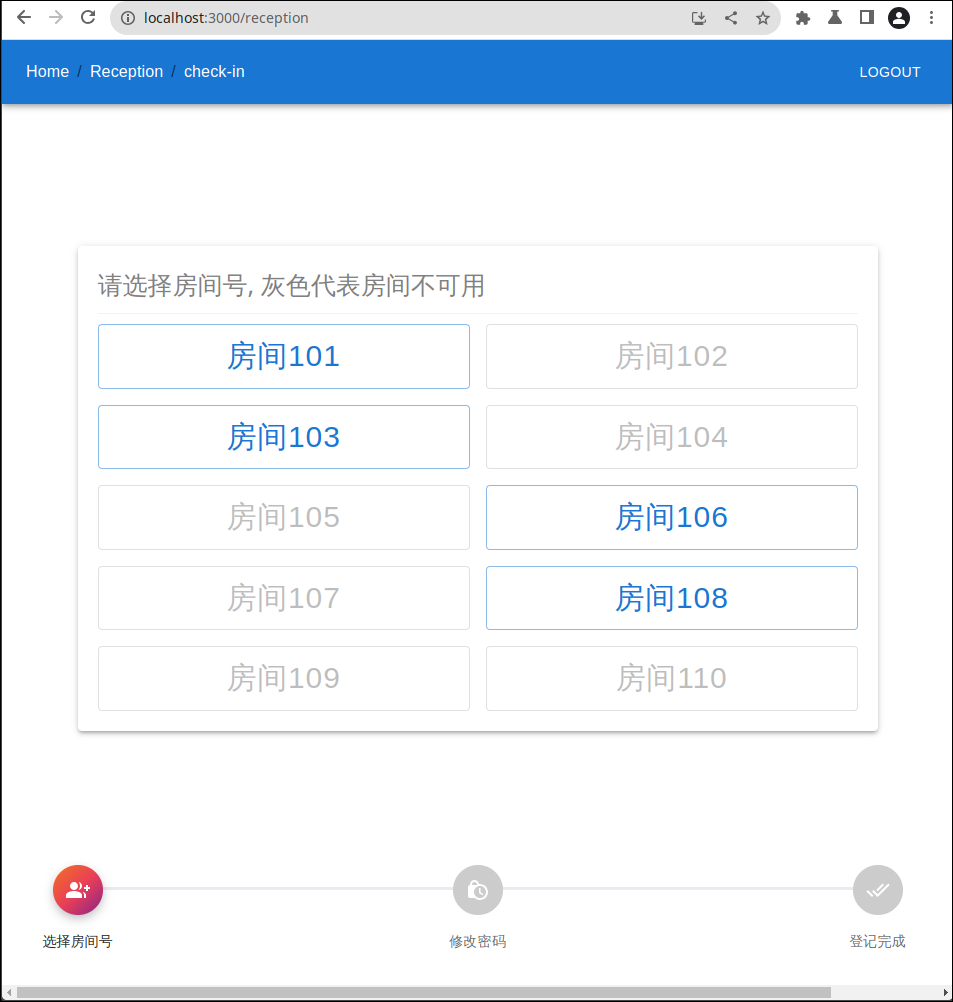 localhost:3000/reception
Home / Reception / check-in
LOGOUT
请选择房间号, 灰色代表房间不可用
房间101
房间102
房间103
房间104
房间105
房间106
房间107
房间108
房间109
房间110
选择房间号
修改密码
登记完成